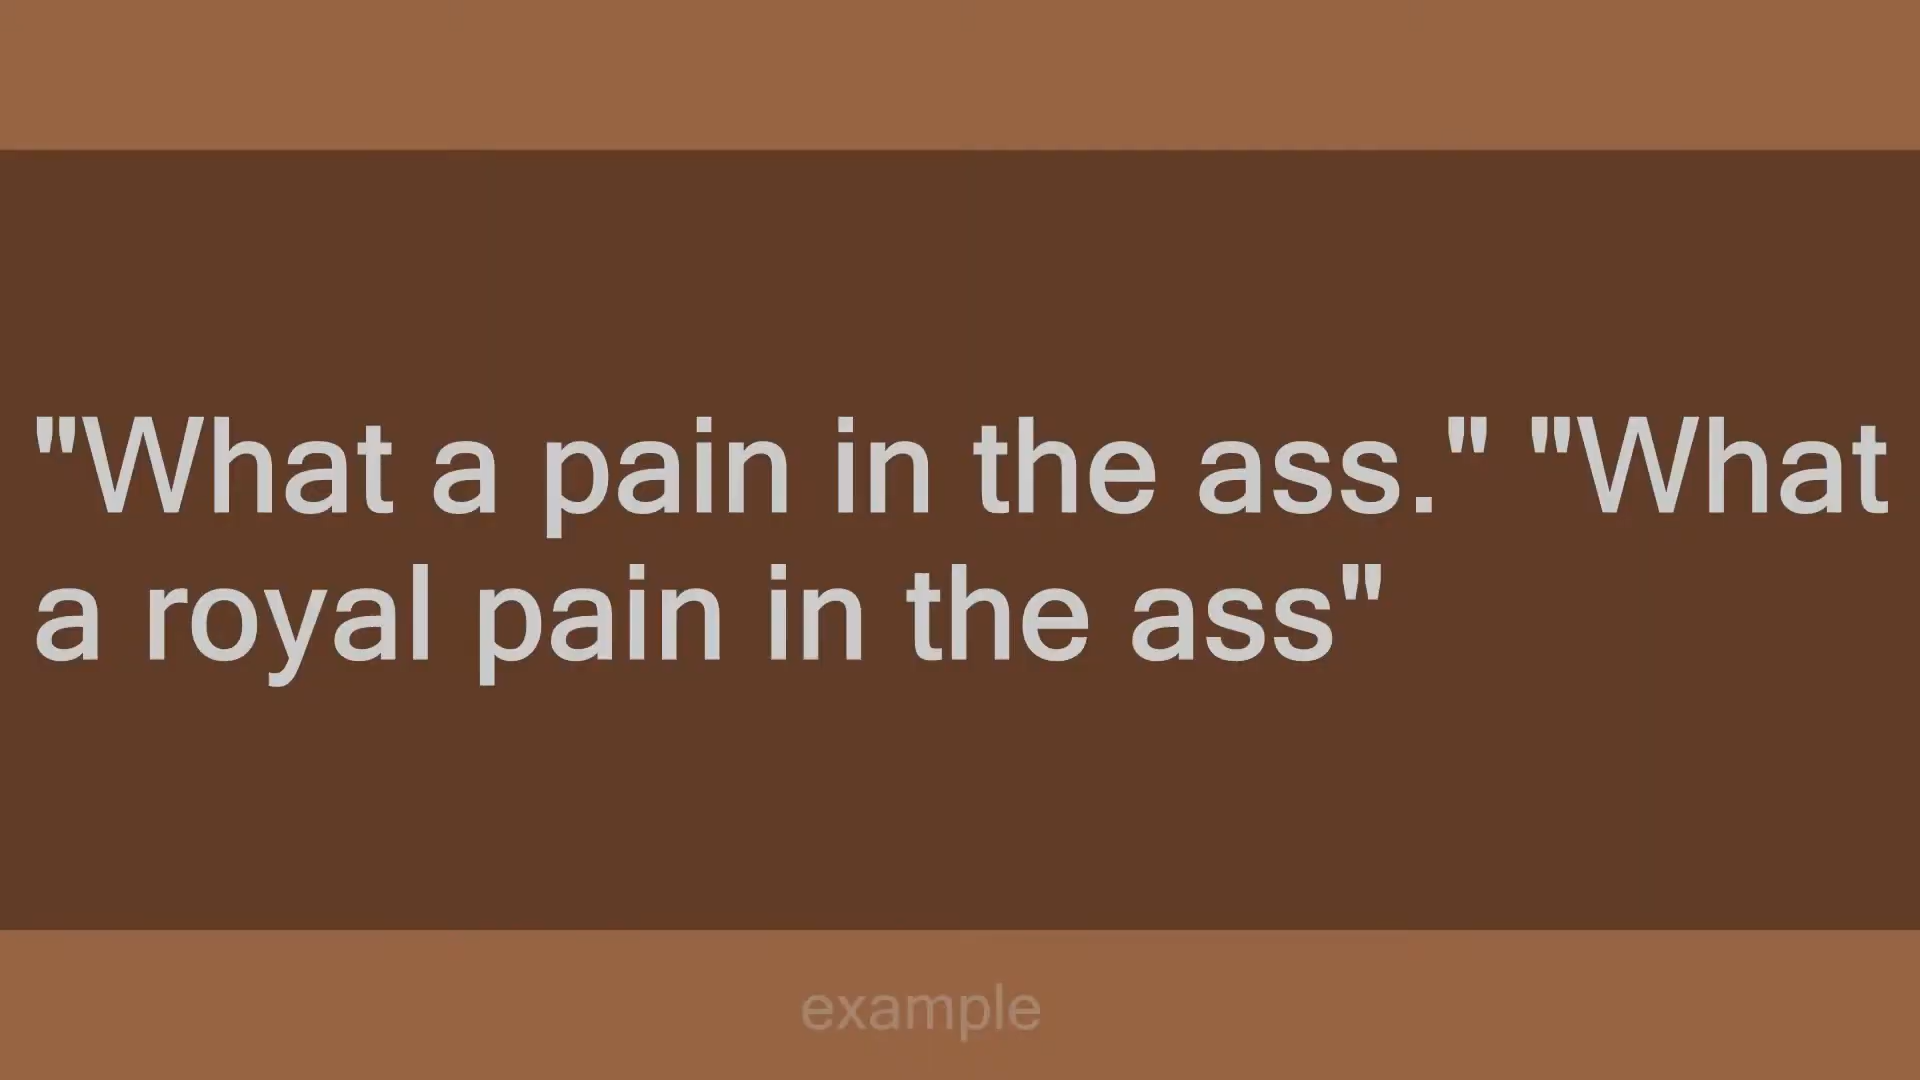 "What a pain in the ass." "What
a royal pain in the ass"
example